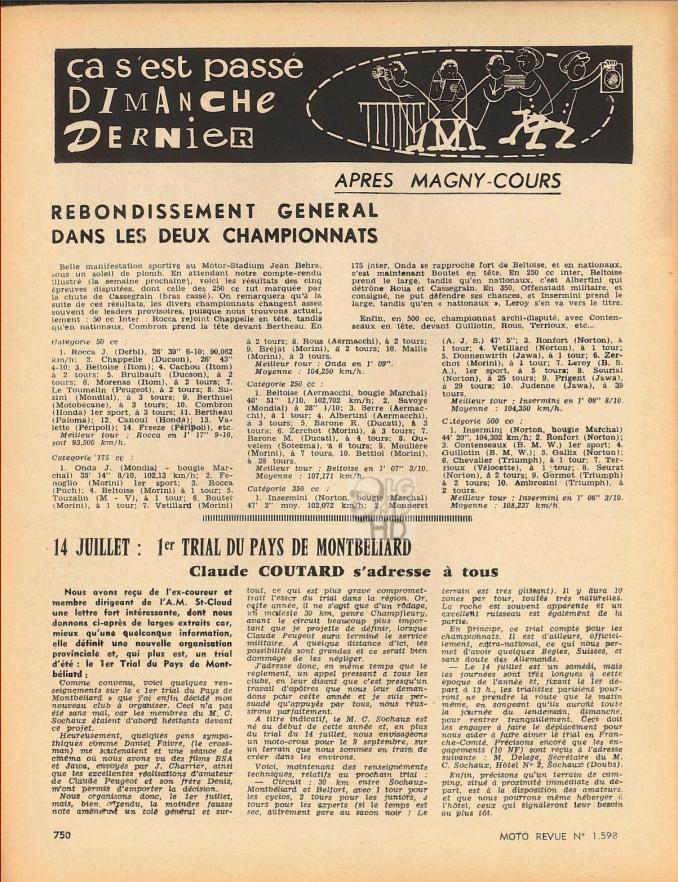 ça s'est passé
DIMANCHE
DERNIER
APRES MAGNY-COURS
REBONDISSEMENT GENERAL
DANS LES DEUX CHAMPIONNATS
Belle manifestation sportive au Motor-Stadium Jean Behra,
sous un soleil de plomb. En attendant notre compte-rendu
illustré (la semaine prochaine), voici les résultats des cinq
épreuves disputées, dont celle des 250 cc fut marquée par
la chute de Cassegrain (bras cassé). On remarquera qu'à la
suite de ces résultats, les divers championnats changent assez
souvent de leaders provisoires, puisque nous trouvons actuel-
lement : 50 cc Inter : Rocca rejoint Chappelle en tête, tandis
qu'en nationaux, Combron prend la tête devant Bertheau. En
175 inter, Onda se rapproche fort de Beltoise, et en nationaux,
c'est maintenant Boutet en tête. En 250 cc inter, Beltoise
prend le large, tandis qu'en nationaux, c'est Albertini qui
détrône Rous et Cassegrain. En 350, Offenstadt militaire, et
consigné, ne put défendre ses chances, et Insermini prend le
large, tandis qu'en « nationaux », Leroy s'en va vers le titre.
Enfin, en 500 cc, championnat archi-disputé, avec Conten-
seaux en tête, devant Guillotin, Rous, Terrioux, etc...
Catégorie 50 cc :
1. Rocca J. (Derbi), 26' 39" 6-10; 90,062
km/h; 2. Chappelle (Ducson), 26' 43"
4-10; 3. Beltoise (Itom); 4. Cachou (Itom)
à 2 tours; 5. Bruibault (Ducson), à 2
tours; 6. Morenas (Itom), à 2 tours; 7.
Le Toumelin (Peugeot), à 2 tours; 8. Su-
zini (Mondial), à 3 tours; 9. Berthuel
(Motobécane), à 3 tours; 10. Combron
(Honda) 1er sport, à 3 tours; 11. Bertheau
(Paloma); 12. Canoui (Honda); 13. Va-
lette (Péripoli); 14. Freeze (Péripoli), etc.
Meilleur tour : Rocca en 1' 17" 9-10,
soit 93,500 km/h.
Catégorie 175 cc :
1. Onda J. (Mondial - bougie Mar-
chal) 35' 14" 8/10, 102,13 km/h; 2. Fe-
noglio (Morini) 1er sport; 3. Rocca
(Puch); 4. Beltoise (Morini) à 1 tour; 5.
Touzalin (M - V), à 1 tour; 6. Boutet
(Morini), à 1 tour; 7. Vetillard (Morini)
à 2 tours; 8. Rous (Aermacchi), à 2 tours;
9. Bréjat (Morini), à 2 tours; 10. Maille
(Morini), à 3 tours.
Meilleur tour : Onda en 1' 09".
Moyenne : 104,250 km/h.
Catégorie 250 cc :
1. Beltoise (Aermacchi, bougie Marchal)
40' 31" 1/10, 102,702 km/h; 2. Savoye
(Mondial) à 28" 1/10; 3. Serre (Aermac-
chi), à 1 tour; 4. Albertini (Aermacchi),
à 3 tours; 5. Barone R. (Ducati), à 3
tours; 6. Zerchot (Morini), à 3 tours; 7.
Barone M. (Ducati), à 4 tours; 8. Ou-
velem (Sotecma), à 6 tours; 5. Moulière
(Morini), à 7 tours, 10. Bettiol (Morini),
à 28 tours.
Meilleur tour : Beltoise en 1' 07" 3/10.
Moyenne : 107,171 km/h.
Catégorie 350 cc :
1. Insermini (Norton, bougie Marchal)
47' 2" moy. 102,072 km/h; 2. Monneret
(A. J. S.) 47' 5"; 3. Ronfort (Norton), à
1 tour; 4. Vetillard (Norton), à 1 tour;
5. Donnenwirth (Jawa), à 1 tour; 6. Zer-
chot (Morini), à 1 tour; 7. Leroy (B. S.
A.), 1er sport, à 5 tours; 8. Sourial
(Norton), à 25 tours; 9. Prigent (Jawa),
à 29 tours; 10. Judenne (Jawa), à 39
tours.
Meilleur tour : Insermini en 1' 08" 8/10.
Moyenne : 104,350 km/h.
Catégorie 500 cc :
1. Insermini (Norton, bougie Marchal)
44' 20", 104,302 km/h; 2. Ronfort (Norton);
3. Contenseaux (B. M. W.) 1er sport; 4.
Guillotin (B. M. W.); 5. Gallix (Norton);
6. Chevalier (Triumph), à 1 tour; 7. Ter-
rioux (Vélocette), à 1 tour; 8. Seurat
(Norton), à 2 tours; 9. Gormot (Triumph)
à 2 tours; 10. Ambrosini (Triumph), à
2 tours.
Meilleur tour : Insermini en 1' 06" 3/10.
Moyenne : 108,237 km/h
14 JUILLET : 1er TRIAL DU PAYS DE MONTBELIARD
Claude COUTARD s'adresse à tous
Nous avons reçu de l'ex-coureur et
membre dirigeant de l'A.M. St-Cloud
une lettre fort intéressante, dont nous
donnons ci-après de larges extraits car,
mieux qu'une quelconque information,
elle définit une nouvelle organisation
provinciale et, qui plus est, un trial
d'été : le 1er Trial du Pays de Mont-
béliard :
Comme convenu, voici quelques ren-
seignements sur le « 1er trial du Pays de
Montbéliard » que j'ai enfin décidé mon
nouveau club à organiser. Ceci n'a pas
été sans mal, car les membres du M. C.
Sochaux étaient d'abord hésitants devant
ce projet.
Heureusement, quelques gens sympa-
thiques comme Daniel Faivre, (le cross-
man) me soutenaient et une séance de
cinéma où nous avons vu des films BSA
et Jawa, envoyés par J. Charrier, ainsi
que les excellentes réalisations d'amateur
de Claude Peugeot et son frère Denis,
m'ont permis d'emporter la décision.
Nous organisons donc, le 1er juillet,
mais, bien entendu, la moindre fausse
note amènerait un tolé général et sur-
tout, ce qui est plus grave compromet-
trait l'essor du trial dans la région. Or,
cette année, il ne s'agit que d'un rôdage,
un modeste 30 km, genre Champfleury,
avant le circuit beaucoup plus impor-
tant que je projette de définir, lorsque
Claude Peugeot aura terminé le service
militaire. A quelque distance d'ici, les
possibilités sont grandes et ce serait bien
dommage de les négliger.
J'adresse donc, en même temps que le
règlement, un appel pressant à tous les
clubs, en leur disant que c'est presqu'un
travail d'apôtres que nous leur deman-
dons pour cette année et je suis per-
suadé qu'appuyés par tous, nous réus-
sirons parfaitement.
A titre indicatif, le M. C. Sochaux est
né au début de cette année et, en plus
du trial du 14 juillet, nous envisageons
un moto-cross pour le 9 septembre, sur
un terrain que nous sommes en train de
créer dans les environs.
Voici, maintenant des renseignements
techniques, relatifs au prochain trial :
— Circuit : 30 km entre Sochaux-
Montbéliard et Belfort, avec 1 tour pour
les cyclos, 2 tours pour les juniors, 3
tours pour les experts (si le temps est
sec, autrement gare au savon noir ! Le
terrain est très glissant). Il y aura 10
zones par tour, toutes très naturelles.
La roche est souvent apparente et un
excellent ruisseau est également de la
partie.
En principe, ce trial compte pour les
championnats. Il est d'ailleurs, officiel-
lement, extra-national, ce qui nous per-
met d'avoir quelques Belges, Suisses, et
sans doute des Allemands.
— Le 14 juillet est un samedi, mais
les journées sont très longues à cette
époque de l'année et, fixant le 1er dé-
part à 13 h., les trialistes parisiens pour-
ront se prendre la route que le matin
même, en songeant qu'ils auront toute
la journée du lendemain, dimanche,
pour rentrer tranquillement. Ceci dois
les engager à faire le déplacement pour
nous aider à faire aimer le trial en Fran-
che-Comté. Précisons encore que les en-
gagements (10 NF) sont reçus à l'adresse
suivante : M. Delage, Secrétaire du M.
C. Sochaux, Hôtel N° 2, Sochaux (Doubs).
Enfin, précisons qu'un terrain de cam-
ping, situé à proximité immédiate du dé-
part, est à la disposition des amateurs,
et que nous pourrons même héberger à
l'hôtel, ceux qui signaleront leur besoin
au plus tôt.
750
MOTO REVUE N° 1.598